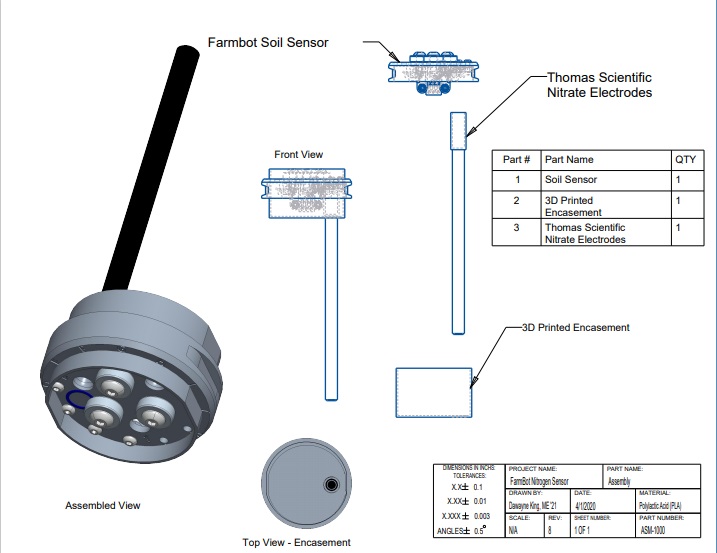 Farmbot Soil Sensor
Thomas Scientific
Nitrate Electrodes
Front View
Part # Part Name QTY
1 Soil Sensor 1
2 3D Printed 1
Encasement
3 Thomas Scientific 1
Nitrate Electrodes
3D Printed Encasement
Assembled View
Top View - Encasement
DIMENSIONS IN INCHS
TOLERANCES:
X.X± 0.1
X.XX± 0.01
X.XXX± 0.003
ANGLES± 0.5°
PROJECT NAME:
FarmBot Nitrogen Sensor
PART NAME:
Assembly
DRAWN BY:
Dawayne King, ME '21
DATE:
4/1/2020
MATERIAL:
Polylactic Acid (PLA)
SCALE:
N/A
REV:
8
SHEET NUMBER:
1 OF 1
PART NUMBER:
ASM-1000